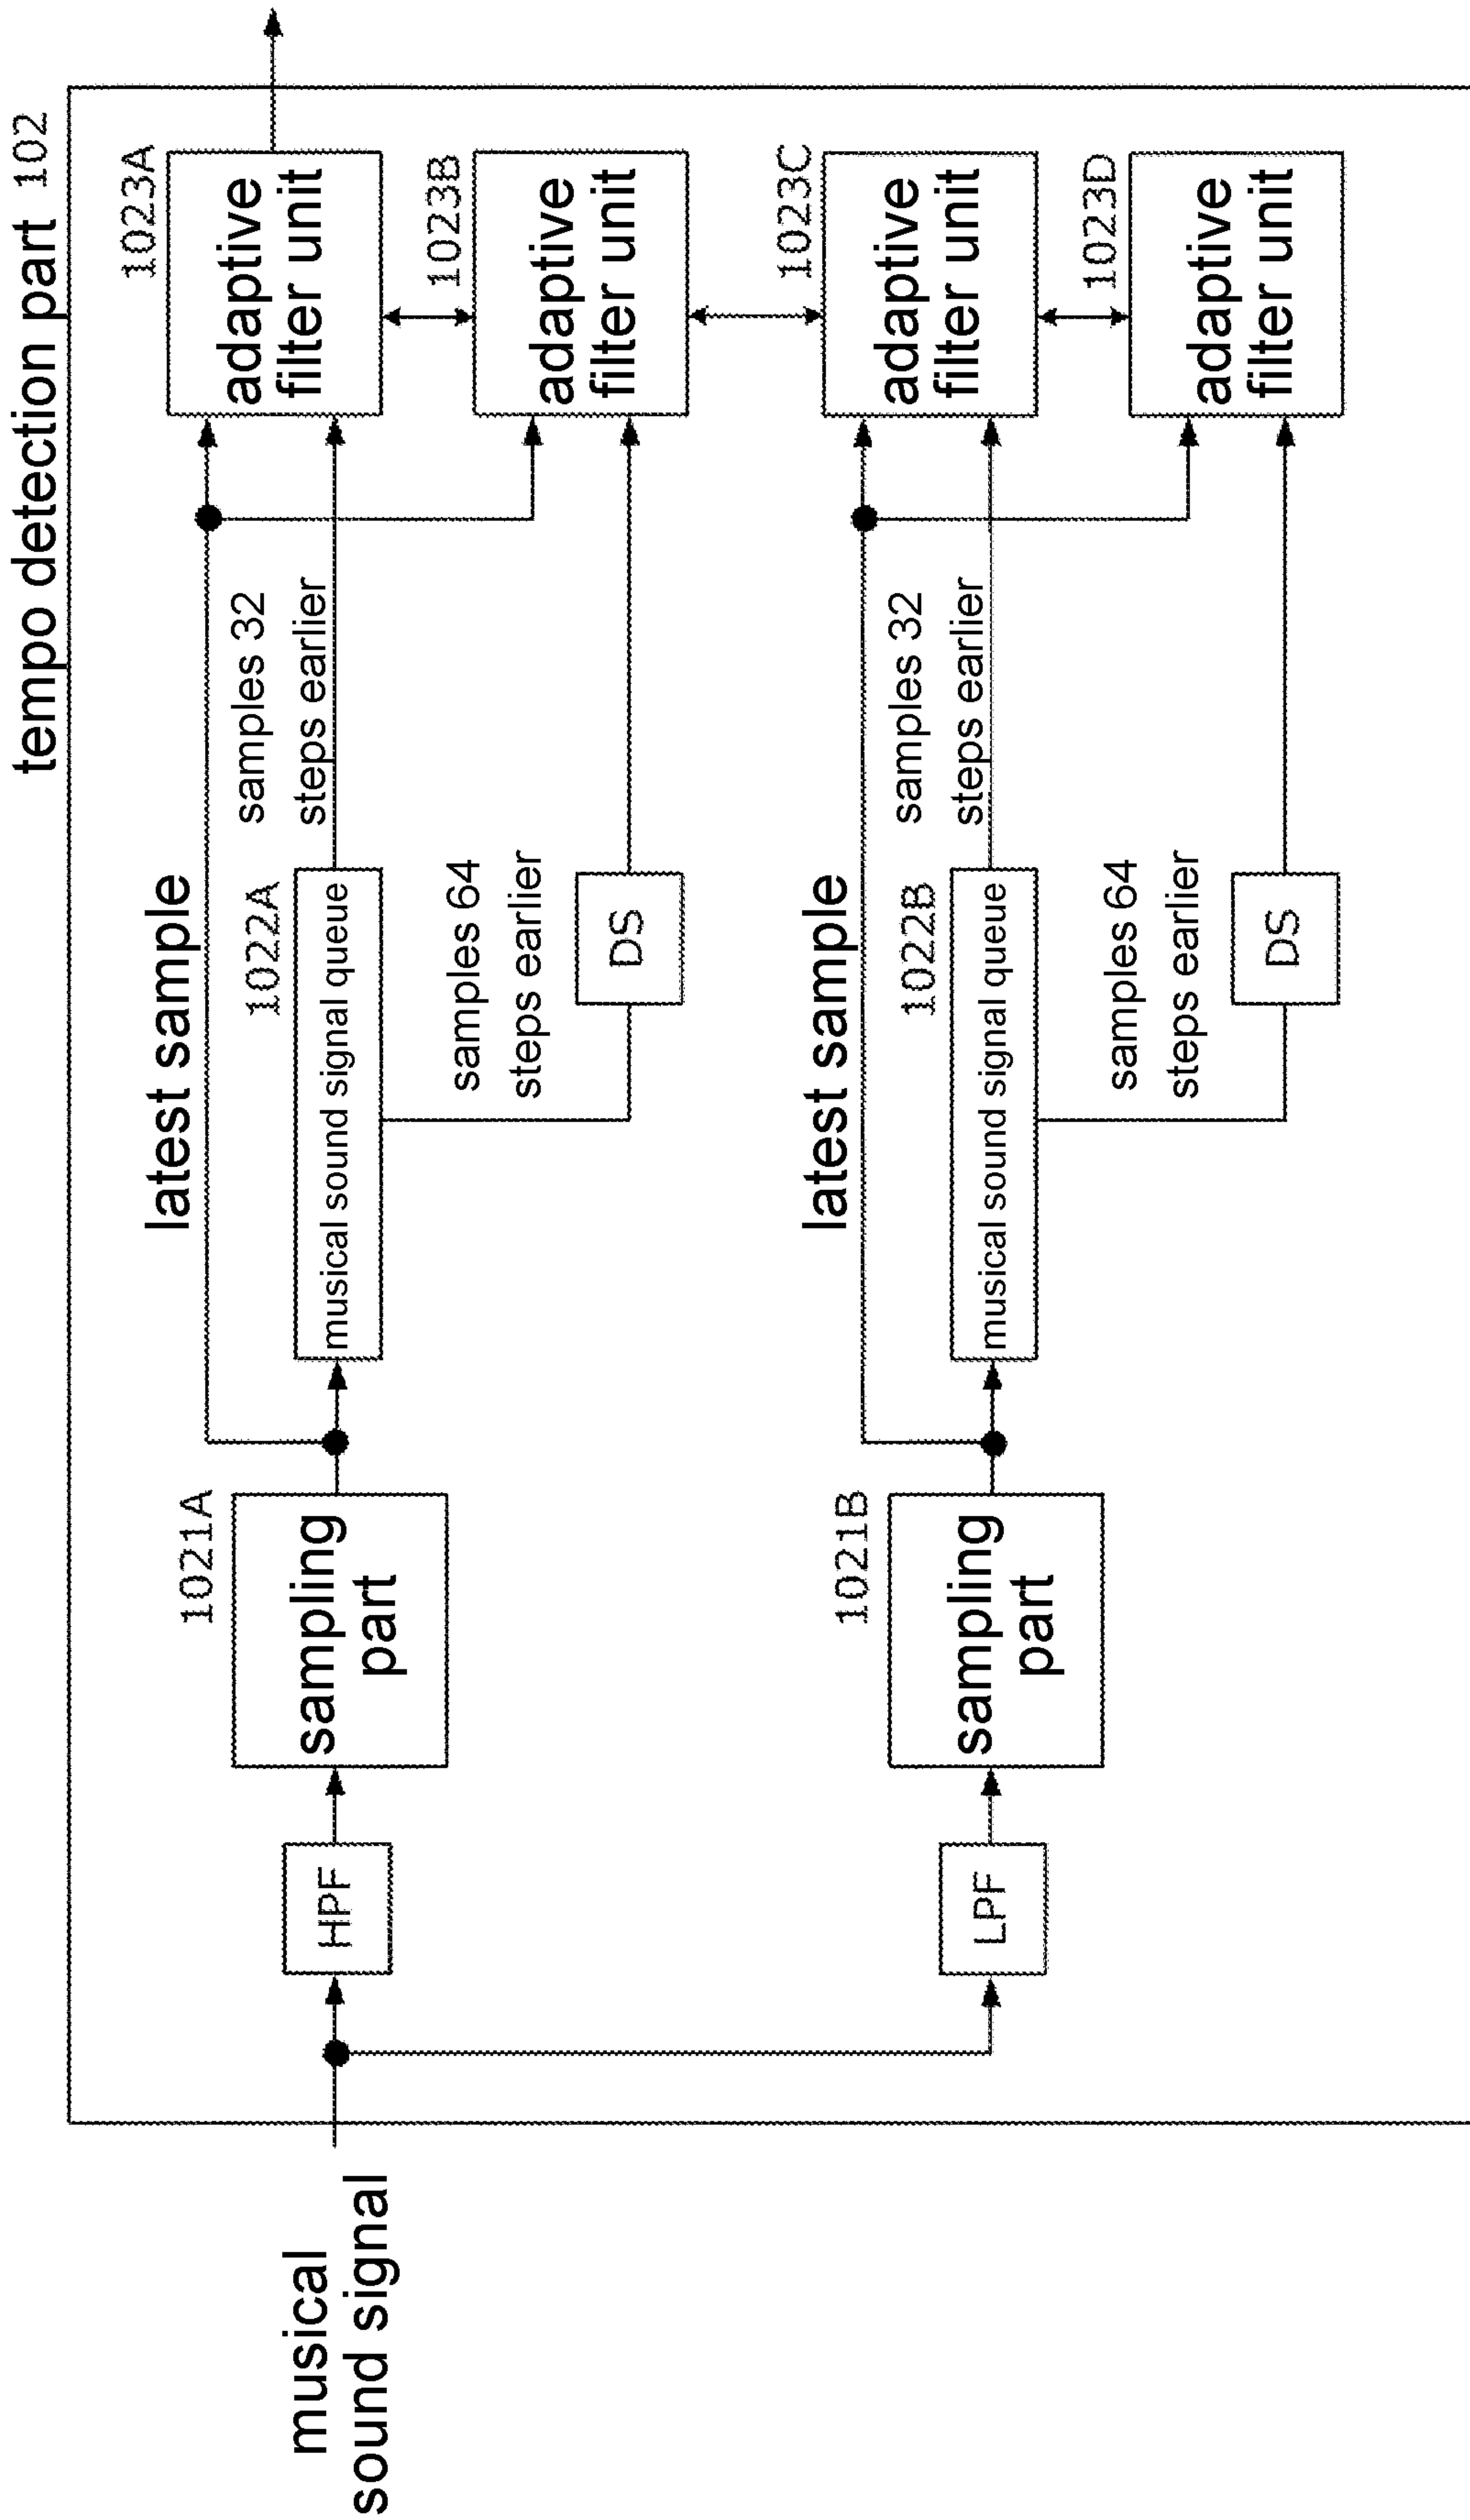 tempo detection part 102
musical
sound signal
HPF
1021A
sampling
part
latest sample
1022A
musical sound signal queue
samples 32
steps earlier
samples 64
steps earlier
DS
1023A
adaptive
filter unit
1023B
adaptive
filter unit
LPF
1021B
sampling
part
latest sample
1022B
musical sound signal queue
samples 32
steps earlier
samples 64
steps earlier
DS
1023C
adaptive
filter unit
1023D
adaptive
filter unit